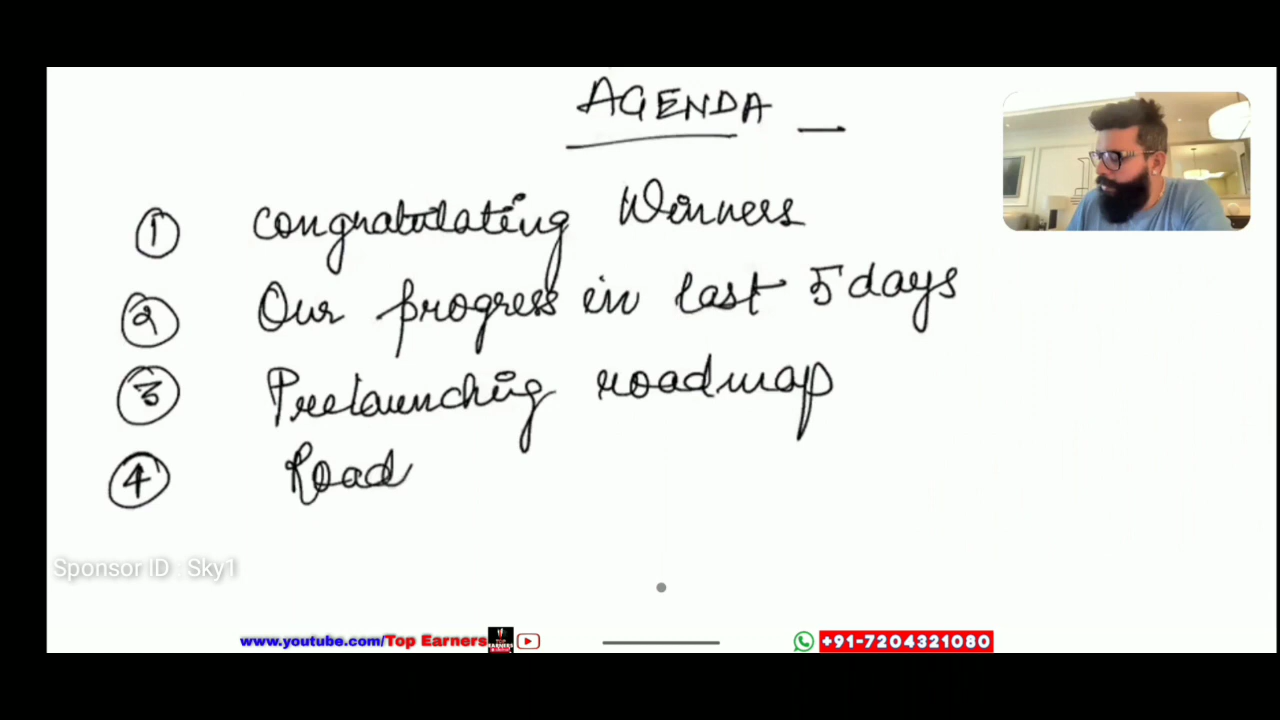 AGENDA —
① Congratulating Winners
② Our progress in last 5 days
③ Prelaunching roadmap
④ Road
Sponsor ID : Sky1
www.youtube.com/Top Earners
+91-7204321080